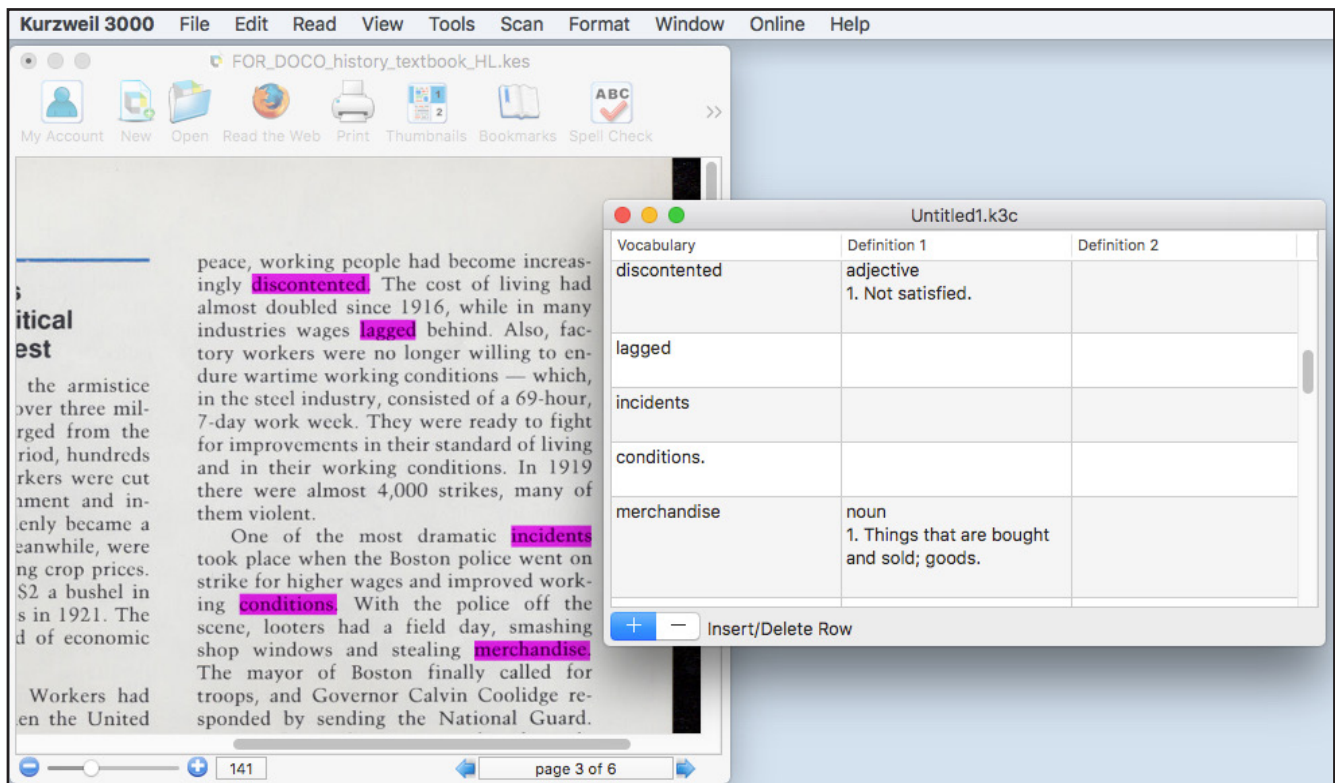 Kurzweil 3000 File Edit Read View Tools Scan Format Window Online Help
FOR_DOCO_history_textbook_HL.kes
ABC
1
2
My Account New Open Read the Web Print Thumbnails Bookmarks Spell Check
itical
est
the armistice
over three mil-
rged from the
riod, hundreds
rkers were cut
nment and in-
enly became a
eanwhile, were
ng crop prices.
$2 a bushel in
s in 1921. The
d of economic
Workers had
en the United
peace, working people had become increas-
ingly discontented. The cost of living had
almost doubled since 1916, while in many
industries wages lagged behind. Also, fac-
tory workers were no longer willing to en-
dure wartime working conditions — which,
in the steel industry, consisted of a 69-hour,
7-day work week. They were ready to fight
for improvements in their standard of living
and in their working conditions. In 1919
there were almost 4,000 strikes, many of
them violent.
One of the most dramatic incidents
took place when the Boston police went on
strike for higher wages and improved work-
ing conditions. With the police off the
scene, looters had a field day, smashing
shop windows and stealing merchandise.
The mayor of Boston finally called for
troops, and Governor Calvin Coolidge re-
sponded by sending the National Guard.
141
page 3 of 6
Untitled1.k3c
Vocabulary Definition 1 Definition 2
discontented adjective
1. Not satisfied.
lagged
incidents
conditions.
merchandise noun
1. Things that are bought
and sold; goods.
Insert/Delete Row